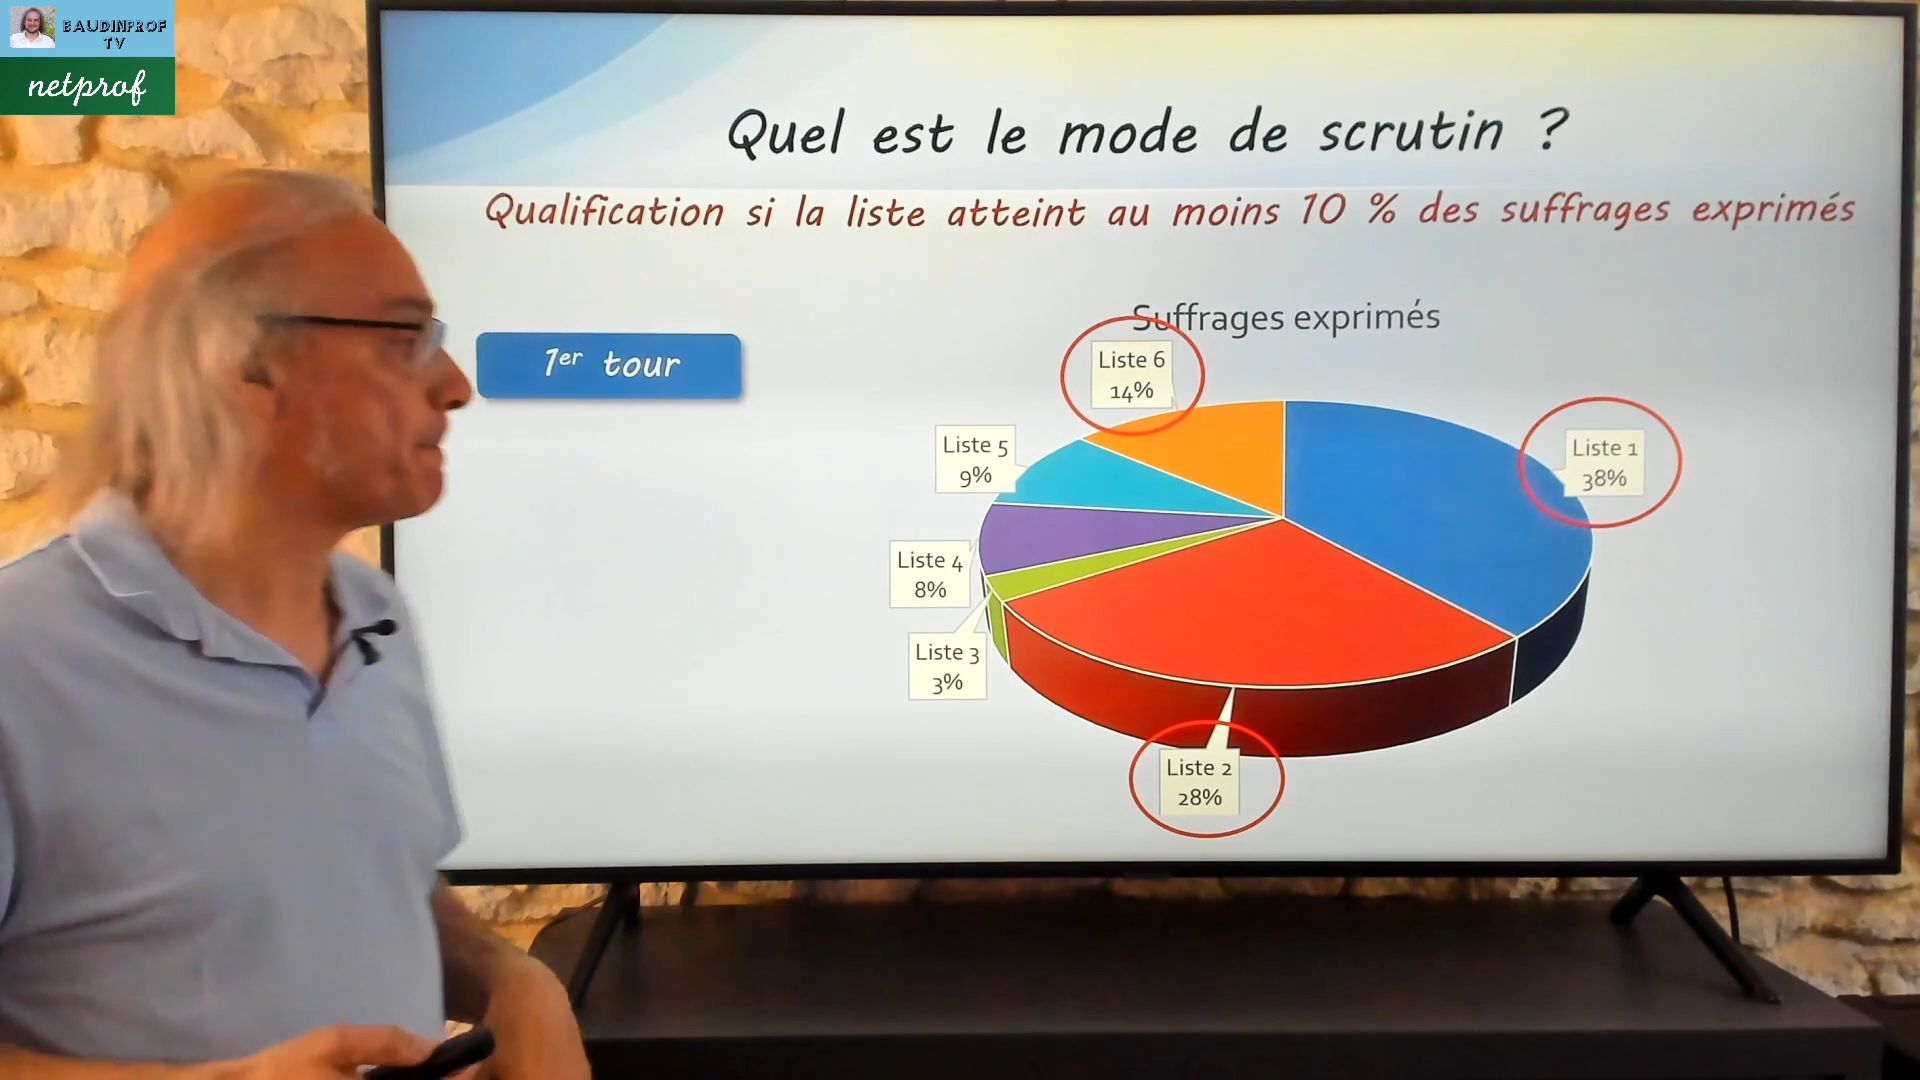 BAUDINPROF
TV
netprof
Quel est le mode de scrutin ?
Qualification si la liste atteint au moins 10 % des suffrages exprimés
1er tour
Suffrages exprimés
Liste 6
14%
Liste 1
38%
Liste 5
9%
Liste 4
8%
Liste 3
3%
Liste 2
28%